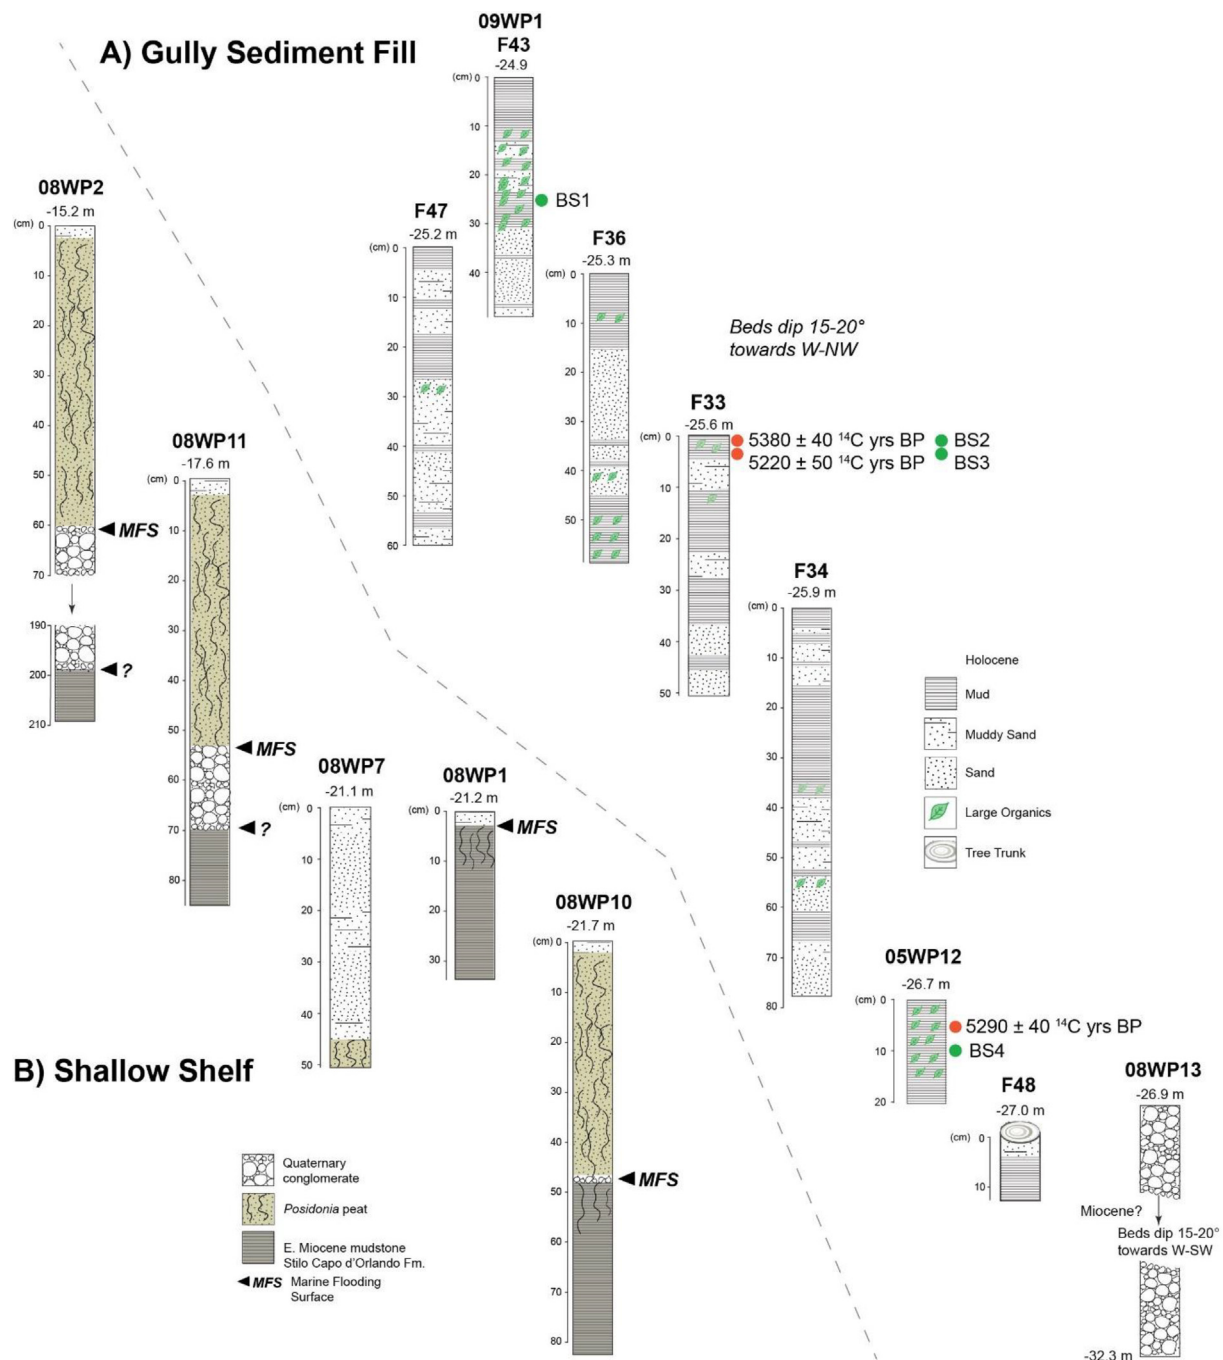 A) Gully Sediment Fill
09WP1
F43
-24.9
(cm) 0
10
20
30
40
BS1
08WP2
-15.2 m
(cm) 0
10
20
30
40
50
60
70
MFS
190
200
210
?
F47
-25.2 m
(cm) 0
10
20
30
40
50
60
F36
-25.3 m
(cm) 0
10
20
30
40
50
Beds dip 15-20°
towards W-NW
F33
-25.6 m
(cm) 0
10
20
30
40
50
5380 ± 40 ¹⁴C yrs BP
BS2
5220 ± 50 ¹⁴C yrs BP
BS3
08WP11
-17.6 m
(cm) 0
10
20
30
40
50
60
70
80
MFS
?
F34
-25.9 m
(cm) 0
10
20
30
40
50
60
70
80
Holocene
Mud
Muddy Sand
Sand
Large Organics
Tree Trunk
08WP7
-21.1 m
(cm) 0
10
20
30
40
50
08WP1
-21.2 m
(cm) 0
10
20
30
MFS
08WP10
-21.7 m
(cm) 0
10
20
30
40
50
60
70
80
MFS
05WP12
-26.7 m
(cm) 0
10
20
5290 ± 40 ¹⁴C yrs BP
BS4
B) Shallow Shelf
F48
-27.0 m
(cm) 0
10
08WP13
-26.9 m
Miocene?
Beds dip 15-20°
towards W-SW
-32.3 m
Quaternary
conglomerate
Posidonia peat
E. Miocene mudstone
Stilo Capo d'Orlando Fm.
MFS Marine Flooding
Surface